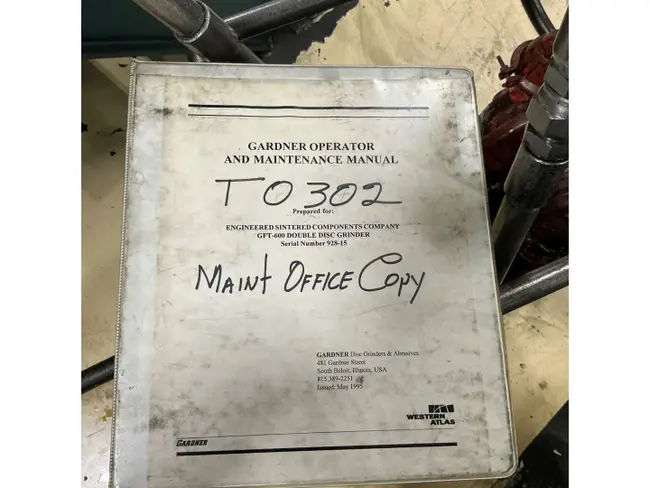 GARDNER OPERATOR
AND MAINTENANCE MANUAL
TO 302
Prepared for:
ENGINEERED SINTERED COMPONENTS COMPANY
GFT-600 DOUBLE DISC GRINDER
Serial Number 928-15
MAINT OFFICE COPY
GARDNER Disc Grinders & Abrasives
481 Gardner Street
South Beloit, Illinois, USA
815.389-2251
Issued: May 1995
WESTERN
ATLAS
GARDNER